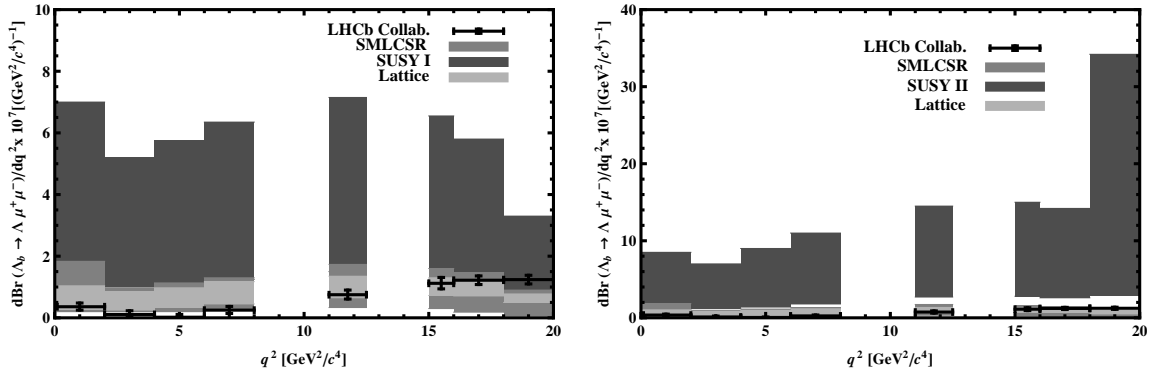 LHCb Collab.
SMLCSR
SUSY I
Lattice
10
8
6
4
2
0
0 5 10 15 20
dBr (Λ_b → Λ μ⁺ μ⁻)/dq² x 10⁷[(GeV²/c⁴)⁻¹]
q² [GeV²/c⁴]
LHCb Collab.
SMLCSR
SUSY II
Lattice
40
30
20
10
0
0 5 10 15 20
dBr (Λ_b → Λ μ⁺ μ⁻)/dq² x 10⁷[(GeV²/c⁴)⁻¹]
q² [GeV²/c⁴]